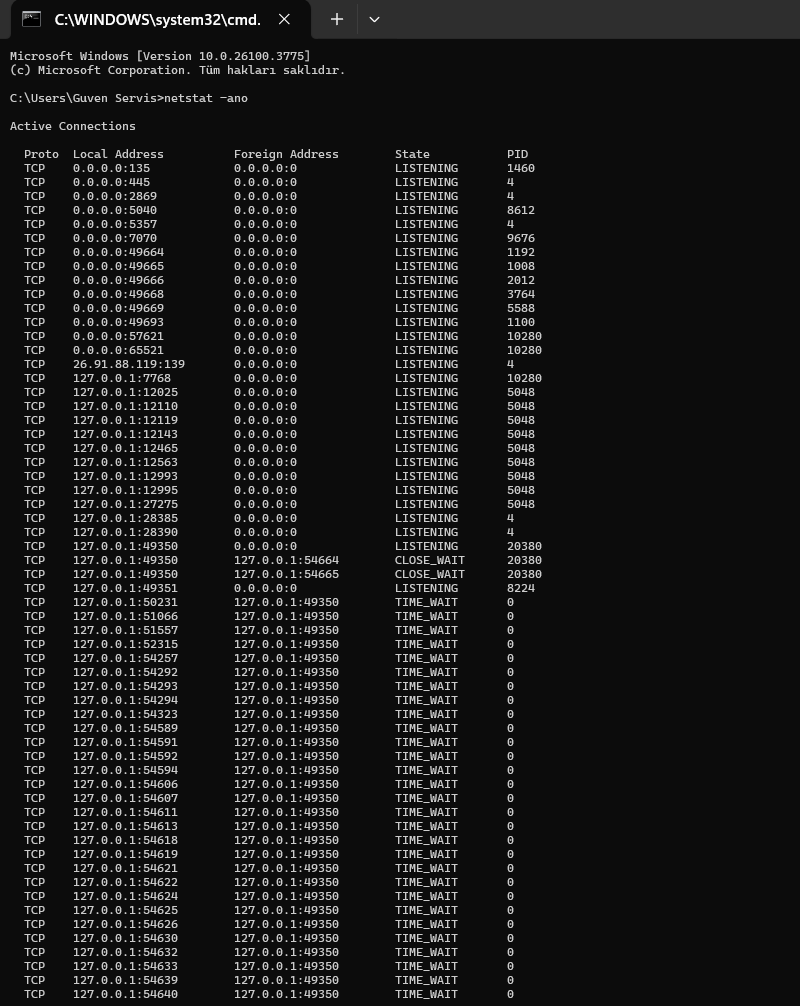 C:\WINDOWS\system32\cmd.
Microsoft Windows [Version 10.0.26100.3775]
(c) Microsoft Corporation. Tüm hakları saklıdır.
C:\Users\Guven Servis>netstat -ano
Active Connections
Proto  Local Address          Foreign Address        State           PID
TCP    0.0.0.0:135            0.0.0.0:0              LISTENING       1460
TCP    0.0.0.0:445            0.0.0.0:0              LISTENING       4
TCP    0.0.0.0:2869           0.0.0.0:0              LISTENING       4
TCP    0.0.0.0:5040           0.0.0.0:0              LISTENING       8612
TCP    0.0.0.0:5357           0.0.0.0:0              LISTENING       4
TCP    0.0.0.0:7070           0.0.0.0:0              LISTENING       9676
TCP    0.0.0.0:49664          0.0.0.0:0              LISTENING       1192
TCP    0.0.0.0:49665          0.0.0.0:0              LISTENING       1008
TCP    0.0.0.0:49666          0.0.0.0:0              LISTENING       2012
TCP    0.0.0.0:49668          0.0.0.0:0              LISTENING       3764
TCP    0.0.0.0:49669          0.0.0.0:0              LISTENING       5588
TCP    0.0.0.0:49693          0.0.0.0:0              LISTENING       1100
TCP    0.0.0.0:57621          0.0.0.0:0              LISTENING       10280
TCP    0.0.0.0:65521          0.0.0.0:0              LISTENING       10280
TCP    26.91.88.119:139       0.0.0.0:0              LISTENING       4
TCP    127.0.0.1:7768         0.0.0.0:0              LISTENING       10280
TCP    127.0.0.1:12025        0.0.0.0:0              LISTENING       5048
TCP    127.0.0.1:12110        0.0.0.0:0              LISTENING       5048
TCP    127.0.0.1:12119        0.0.0.0:0              LISTENING       5048
TCP    127.0.0.1:12143        0.0.0.0:0              LISTENING       5048
TCP    127.0.0.1:12465        0.0.0.0:0              LISTENING       5048
TCP    127.0.0.1:12563        0.0.0.0:0              LISTENING       5048
TCP    127.0.0.1:12993        0.0.0.0:0              LISTENING       5048
TCP    127.0.0.1:12995        0.0.0.0:0              LISTENING       5048
TCP    127.0.0.1:27275        0.0.0.0:0              LISTENING       5048
TCP    127.0.0.1:28385        0.0.0.0:0              LISTENING       4
TCP    127.0.0.1:28390        0.0.0.0:0              LISTENING       4
TCP    127.0.0.1:49350        0.0.0.0:0              LISTENING       20380
TCP    127.0.0.1:49350        127.0.0.1:54664        CLOSE_WAIT      20380
TCP    127.0.0.1:49350        127.0.0.1:54665        CLOSE_WAIT      20380
TCP    127.0.0.1:49351        0.0.0.0:0              LISTENING       8224
TCP    127.0.0.1:50231        127.0.0.1:49350        TIME_WAIT       0
TCP    127.0.0.1:51066        127.0.0.1:49350        TIME_WAIT       0
TCP    127.0.0.1:51557        127.0.0.1:49350        TIME_WAIT       0
TCP    127.0.0.1:52315        127.0.0.1:49350        TIME_WAIT       0
TCP    127.0.0.1:54257        127.0.0.1:49350        TIME_WAIT       0
TCP    127.0.0.1:54292        127.0.0.1:49350        TIME_WAIT       0
TCP    127.0.0.1:54293        127.0.0.1:49350        TIME_WAIT       0
TCP    127.0.0.1:54294        127.0.0.1:49350        TIME_WAIT       0
TCP    127.0.0.1:54323        127.0.0.1:49350        TIME_WAIT       0
TCP    127.0.0.1:54589        127.0.0.1:49350        TIME_WAIT       0
TCP    127.0.0.1:54591        127.0.0.1:49350        TIME_WAIT       0
TCP    127.0.0.1:54592        127.0.0.1:49350        TIME_WAIT       0
TCP    127.0.0.1:54594        127.0.0.1:49350        TIME_WAIT       0
TCP    127.0.0.1:54606        127.0.0.1:49350        TIME_WAIT       0
TCP    127.0.0.1:54607        127.0.0.1:49350        TIME_WAIT       0
TCP    127.0.0.1:54611        127.0.0.1:49350        TIME_WAIT       0
TCP    127.0.0.1:54613        127.0.0.1:49350        TIME_WAIT       0
TCP    127.0.0.1:54618        127.0.0.1:49350        TIME_WAIT       0
TCP    127.0.0.1:54619        127.0.0.1:49350        TIME_WAIT       0
TCP    127.0.0.1:54621        127.0.0.1:49350        TIME_WAIT       0
TCP    127.0.0.1:54622        127.0.0.1:49350        TIME_WAIT       0
TCP    127.0.0.1:54624        127.0.0.1:49350        TIME_WAIT       0
TCP    127.0.0.1:54625        127.0.0.1:49350        TIME_WAIT       0
TCP    127.0.0.1:54626        127.0.0.1:49350        TIME_WAIT       0
TCP    127.0.0.1:54630        127.0.0.1:49350        TIME_WAIT       0
TCP    127.0.0.1:54632        127.0.0.1:49350        TIME_WAIT       0
TCP    127.0.0.1:54633        127.0.0.1:49350        TIME_WAIT       0
TCP    127.0.0.1:54639        127.0.0.1:49350        TIME_WAIT       0
TCP    127.0.0.1:54640        127.0.0.1:49350        TIME_WAIT       0